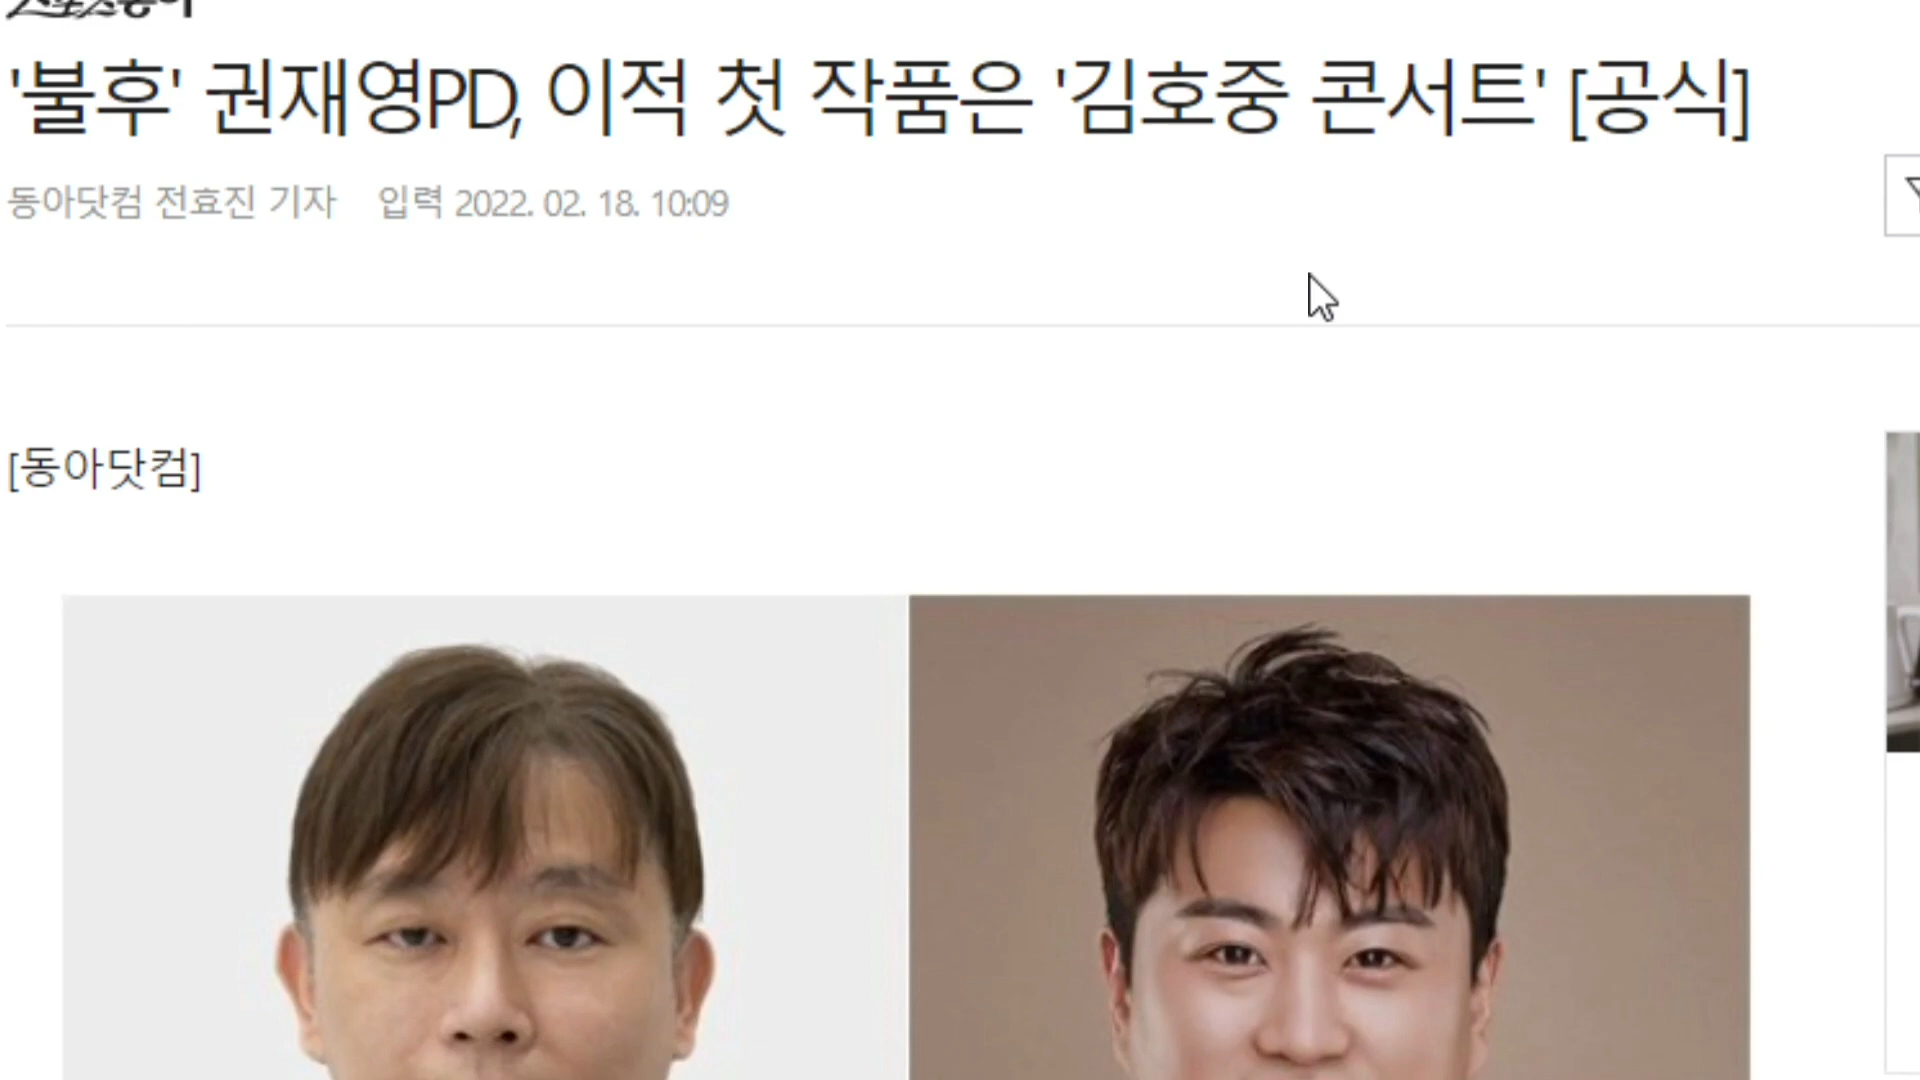 '불후' 권재영PD, 이적 첫 작품은 '김호중 콘서트' [공식]
동아닷컴 전효진 기자 입력 2022. 02. 18. 10:09
[동아닷컴]